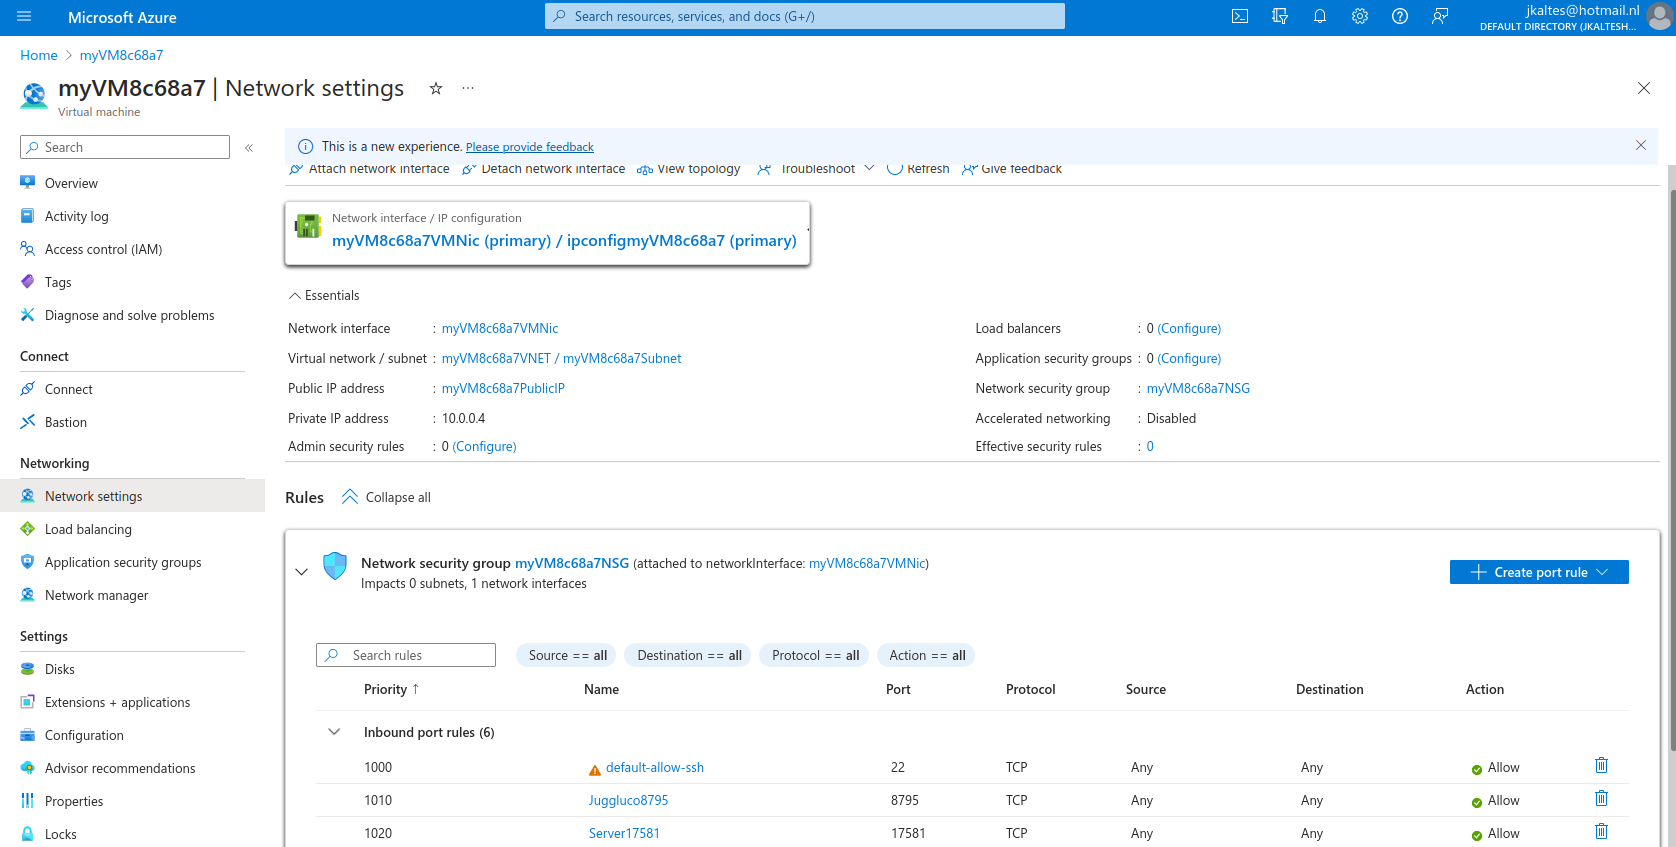 Microsoft Azure
Search resources, services, and docs (G+/)
jkaltes@hotmail.nl
DEFAULT DIRECTORY (JKALTESH...
Home > myVM8c68a7
myVM8c68a7 | Network settings ☆ ...
Virtual machine
Search «
This is a new experience. Please provide feedback
Attach network interface Detach network interface View topology Troubleshoot Refresh Give feedback
Overview
Activity log
Access control (IAM)
Tags
Diagnose and solve problems
Connect
Connect
Bastion
Networking
Network settings
Load balancing
Application security groups
Network manager
Settings
Disks
Extensions + applications
Configuration
Advisor recommendations
Properties
Locks
Network interface / IP configuration
myVM8c68a7VMNic (primary) / ipconfigmyVM8c68a7 (primary)
Essentials
Network interface : myVM8c68a7VMNic
Virtual network / subnet : myVM8c68a7VNET / myVM8c68a7Subnet
Public IP address : myVM8c68a7PublicIP
Private IP address : 10.0.0.4
Admin security rules : 0 (Configure)
Load balancers : 0 (Configure)
Application security groups : 0 (Configure)
Network security group : myVM8c68a7NSG
Accelerated networking : Disabled
Effective security rules : 0
Rules Collapse all
Network security group myVM8c68a7NSG (attached to networkInterface: myVM8c68a7VMNic)
Impacts 0 subnets, 1 network interfaces
+ Create port rule
Search rules Source == all Destination == all Protocol == all Action == all
Priority ↑ Name Port Protocol Source Destination Action
Inbound port rules (6)
1000 default-allow-ssh 22 TCP Any Any Allow
1010 Juggluco8795 8795 TCP Any Any Allow
1020 Server17581 17581 TCP Any Any Allow